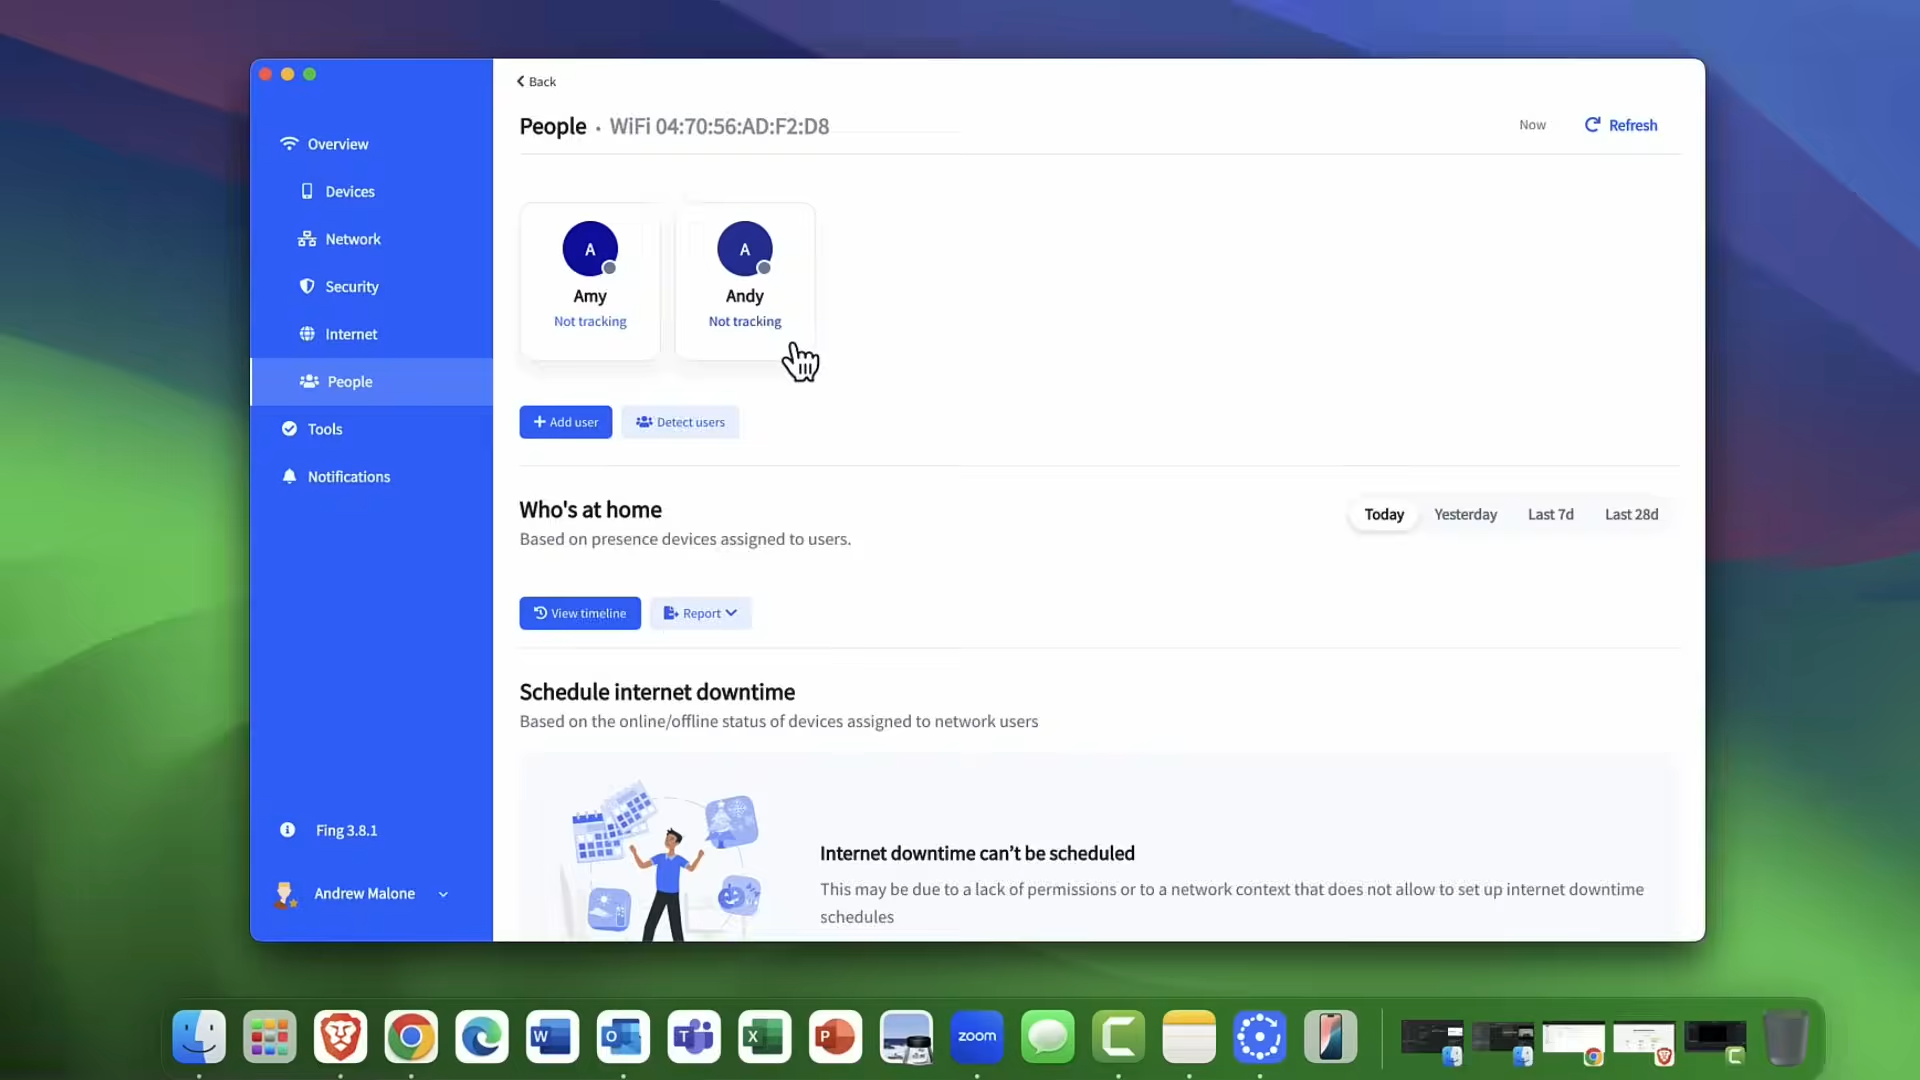 Back
People · WiFi 04:70:56:AD:F2:D8
Now
Refresh
Overview
Devices
Network
Security
Internet
People
Tools
Notifications
A
Amy
Not tracking
A
Andy
Not tracking
+ Add user
Detect users
Who's at home
Based on presence devices assigned to users.
Today
Yesterday
Last 7d
Last 28d
View timeline
Report
Schedule internet downtime
Based on the online/offline status of devices assigned to network users
Internet downtime can't be scheduled
This may be due to a lack of permissions or to a network context that does not allow to set up internet downtime
schedules
Fing 3.8.1
Andrew Malone
W
O
T
X
P
zoom
C